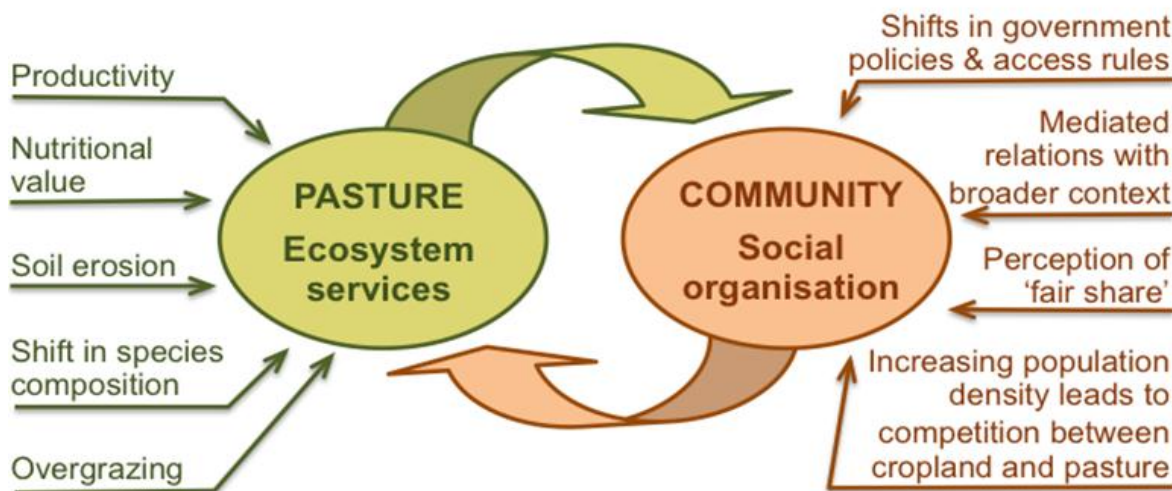 Productivity
Nutritional
value
Soil erosion
Shift in species
composition
Overgrazing
PASTURE
Ecosystem
services
COMMUNITY
Social
organisation
Shifts in government
policies & access rules
Mediated
relations with
broader context
Perception of
‘fair share’
Increasing population
density leads to
competition between
cropland and pasture